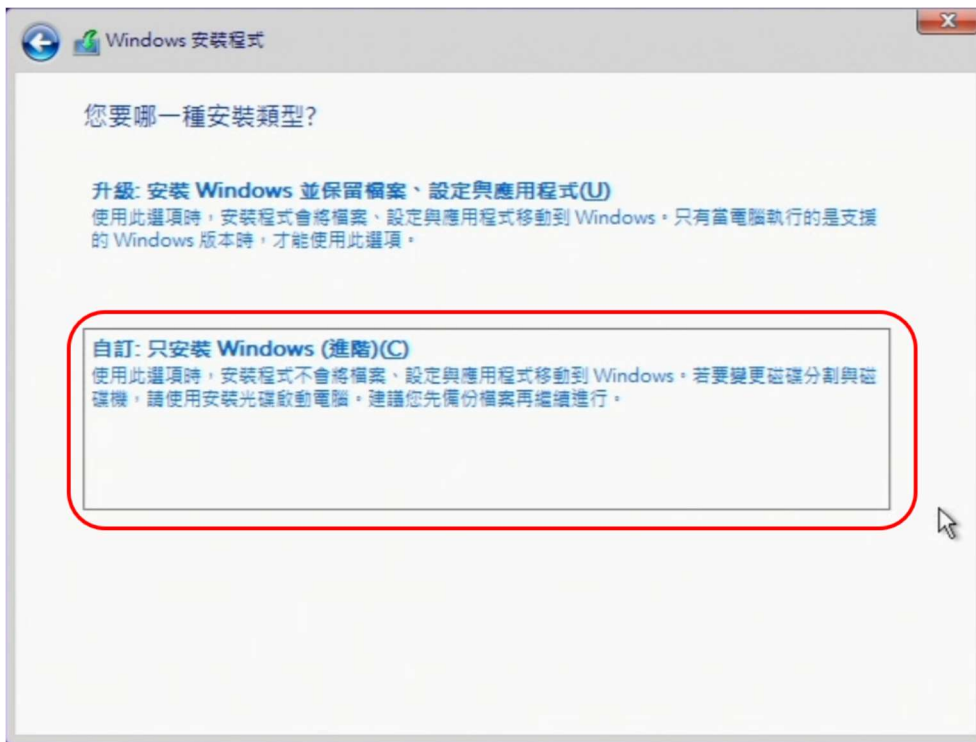 Windows 安裝程式
您要哪一種安裝類型?
升級: 安裝 Windows 並保留檔案、設定與應用程式(U)
使用此選項時，安裝程式會將檔案、設定與應用程式移動到 Windows。只有當電腦執行的是支援
的 Windows 版本時，才能使用此選項。
自訂: 只安裝 Windows (進階)(C)
使用此選項時，安裝程式不會將檔案、設定與應用程式移動到 Windows。若要變更磁碟分割與磁
碟機，請使用安裝光碟啟動電腦。建議您先備份檔案再繼續進行。